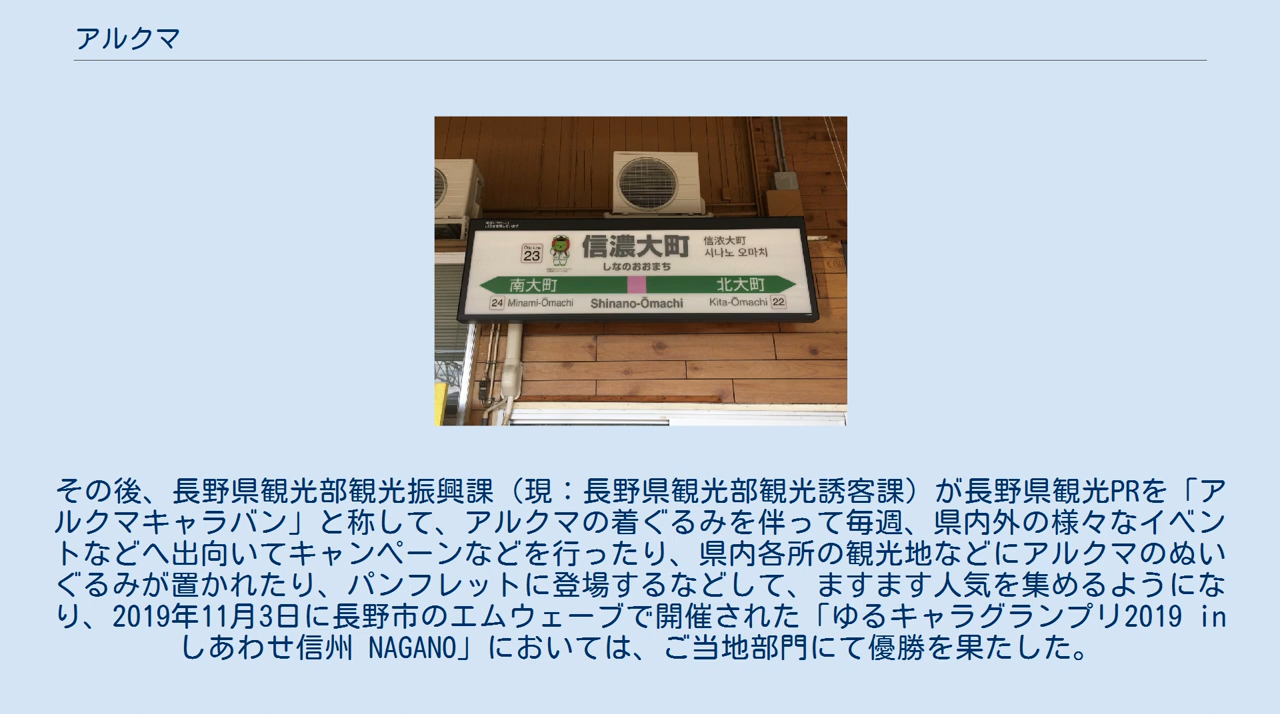 アルクマ
23
信濃大町
信浓大町
시나노 오마치
しなのおおまち
南大町
北大町
24 Minami-Ōmachi
Shinano-Ōmachi
Kita-Ōmachi 22
その後、長野県観光部観光振興課（現：長野県観光部観光誘客課）が長野県観光PRを「ア
ルクマキャラバン」と称して、アルクマの着ぐるみを伴って毎週、県内外の様々なイベン
トなどへ出向いてキャンペーンなどを行ったり、県内各所の観光地などにアルクマのぬい
ぐるみが置かれたり、パンフレットに登場するなどして、ますます人気を集めるようにな
り、2019年11月3日に長野市のエムウェーブで開催された「ゆるキャラグランプリ2019 in
しあわせ信州 NAGANO」においては、ご当地部門にて優勝を果たした。